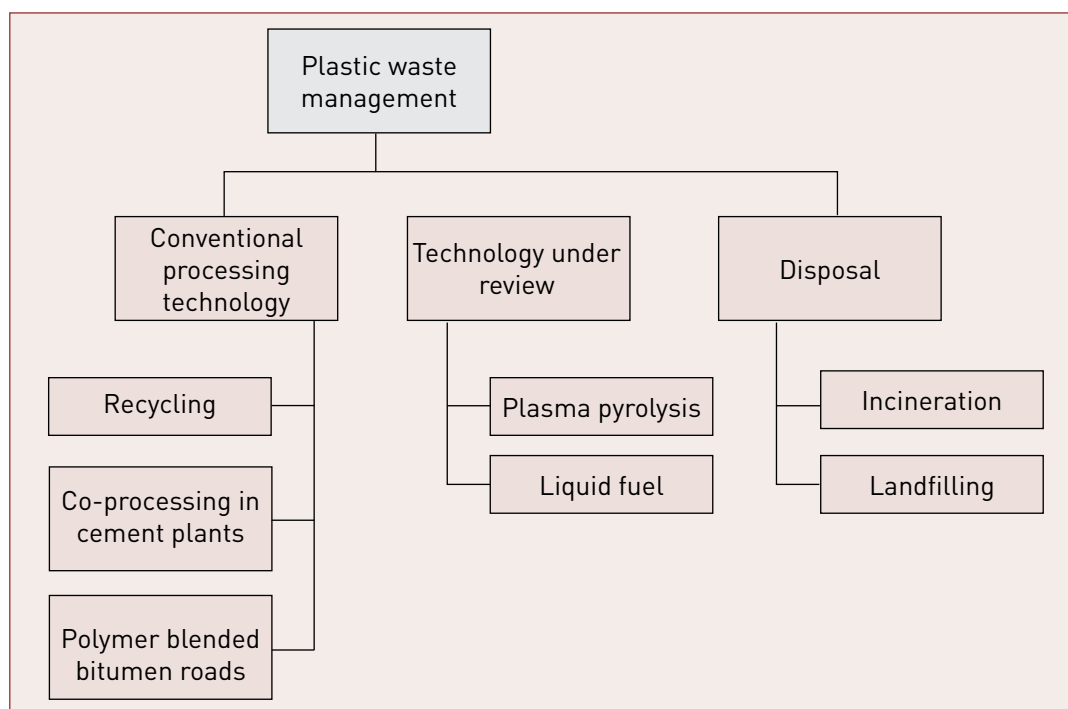 Plastic waste
management
Conventional
processing
technology
Technology under
review
Disposal
Recycling
Co-processing in
cement plants
Polymer blended
bitumen roads
Plasma pyrolysis
Liquid fuel
Incineration
Landfilling